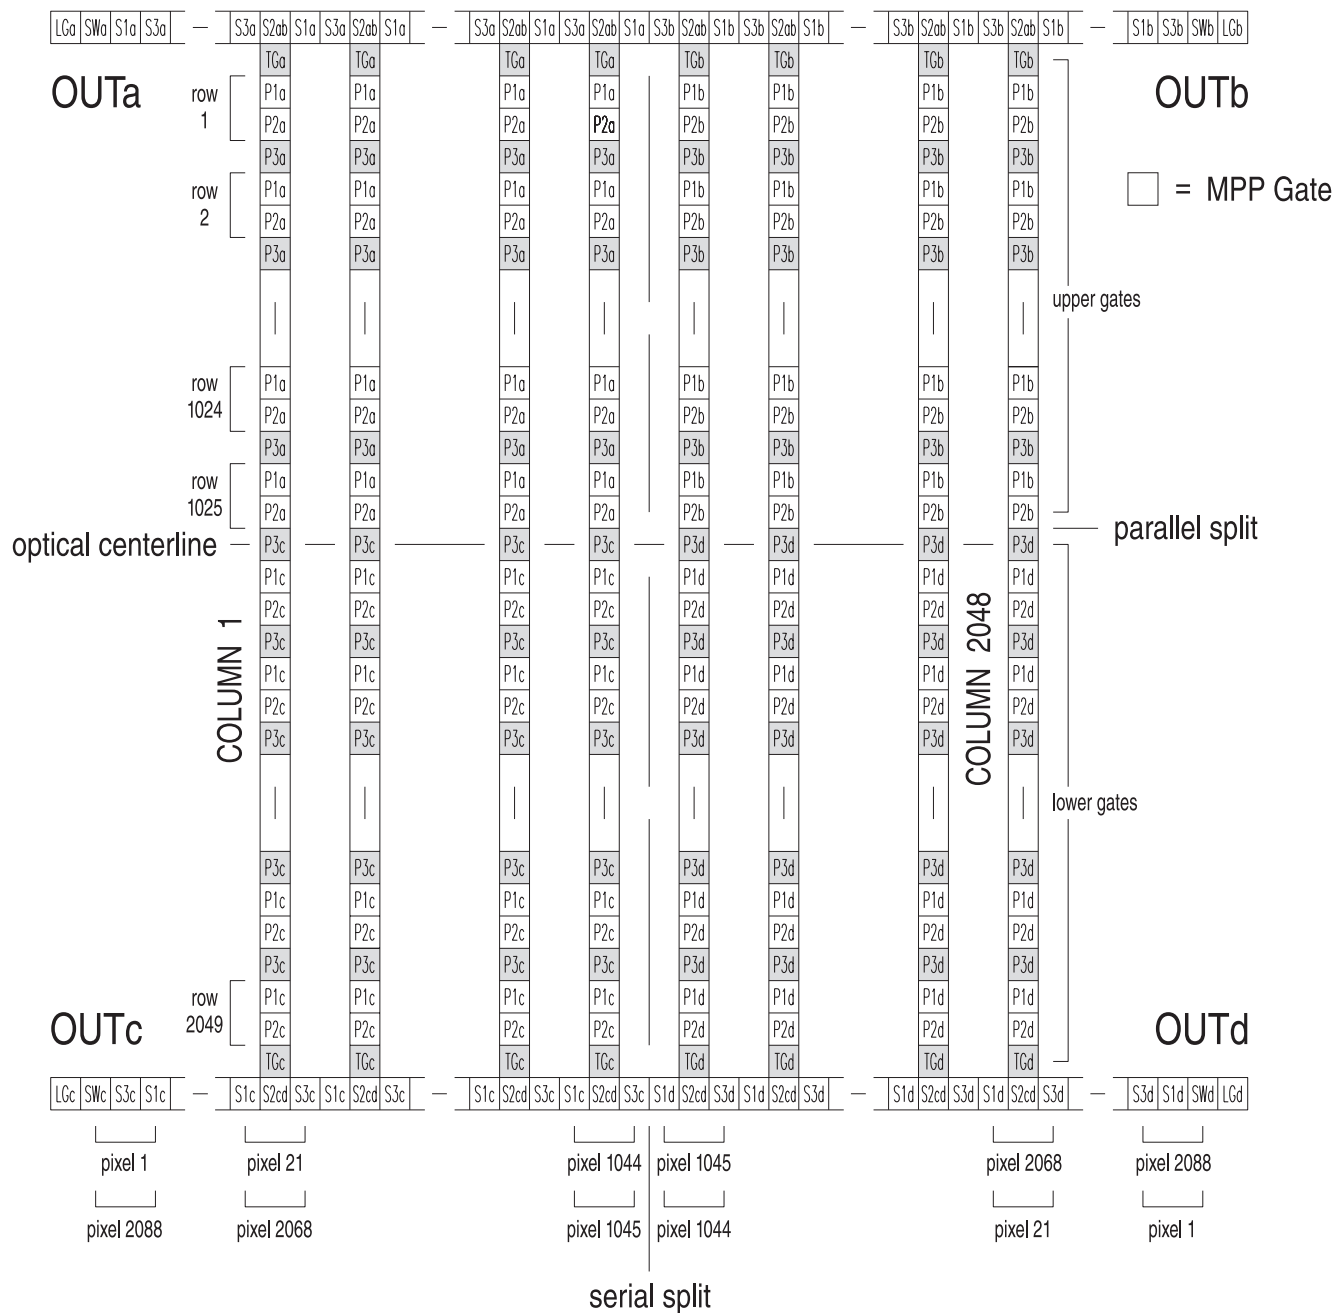 LGa SWa S1a S3a — S3a S2ab S1a S3a S2ab S1a — S3a S2ab S1a S2ab S1a S3b S2ab S1b S3b S2ab S1b — S3b S2ab S1b S3b S2ab S1b — S1b S3b SWb LGb
TGa TGa TGa TGa TGb TGb TGb TGb
OUTa row 1 P1a P1a P1a P1a P1b P1b P1b P1b OUTb
P2a P2a P2a P2a P2b P2b P2b P2b
P3a P3a P3a P3a P3b P3b P3b P3b
row 2 P1a P1a P1a P1a P1b P1b P1b P1b = MPP Gate
P2a P2a P2a P2a P2b P2b P2b P2b
P3a P3a P3a P3a P3b P3b P3b P3b
upper gates
row 1024 P1a P1a P1a P1a P1b P1b P1b P1b
P2a P2a P2a P2a P2b P2b P2b P2b
P3a P3a P3a P3a P3b P3b P3b P3b
row 1025 P1a P1a P1a P1a P1b P1b P1b P1b
P2a P2a P2a P2a P2b P2b P2b P2b
parallel split
optical centerline P3c P3c P3c P3c P3d P3d P3d P3d
P1c P1c P1c P1c P1d P1d P1d P1d
P2c P2c P2c P2c P2d P2d P2d P2d
COLUMN 1 P3c P3c P3c P3c P3d P3d P3d COLUMN 2048 P3d
P1c P1c P1c P1c P1d P1d P1d P1d
P2c P2c P2c P2c P2d P2d P2d P2d
P3c P3c P3c P3c P3d P3d P3d P3d
lower gates
P3c P3c P3c P3c P3d P3d P3d P3d
P1c P1c P1c P1c P1d P1d P1d P1d
P2c P2c P2c P2c P2d P2d P2d P2d
P3c P3c P3c P3c P3d P3d P3d P3d
row 2049 P1c P1c P1c P1c P1d P1d P1d P1d
OUTc P2c P2c P2c P2c P2d P2d P2d P2d OUTd
TGc TGc TGc TGc TGd TGd TGd TGd
LGc SWc S3c S1c — S1c S2cd S3c S1c S2cd S3c — S1c S2cd S3c S1c S2cd S3c S1d S2cd S3d S1d S2cd S3d — S1d S2cd S3d S1d S2cd S3d — S3d S1d SWd LGd
pixel 1 pixel 21 pixel 1044 pixel 1045 pixel 2068 pixel 2088
pixel 2088 pixel 2068 pixel 1045 pixel 1044 pixel 21 pixel 1
serial split